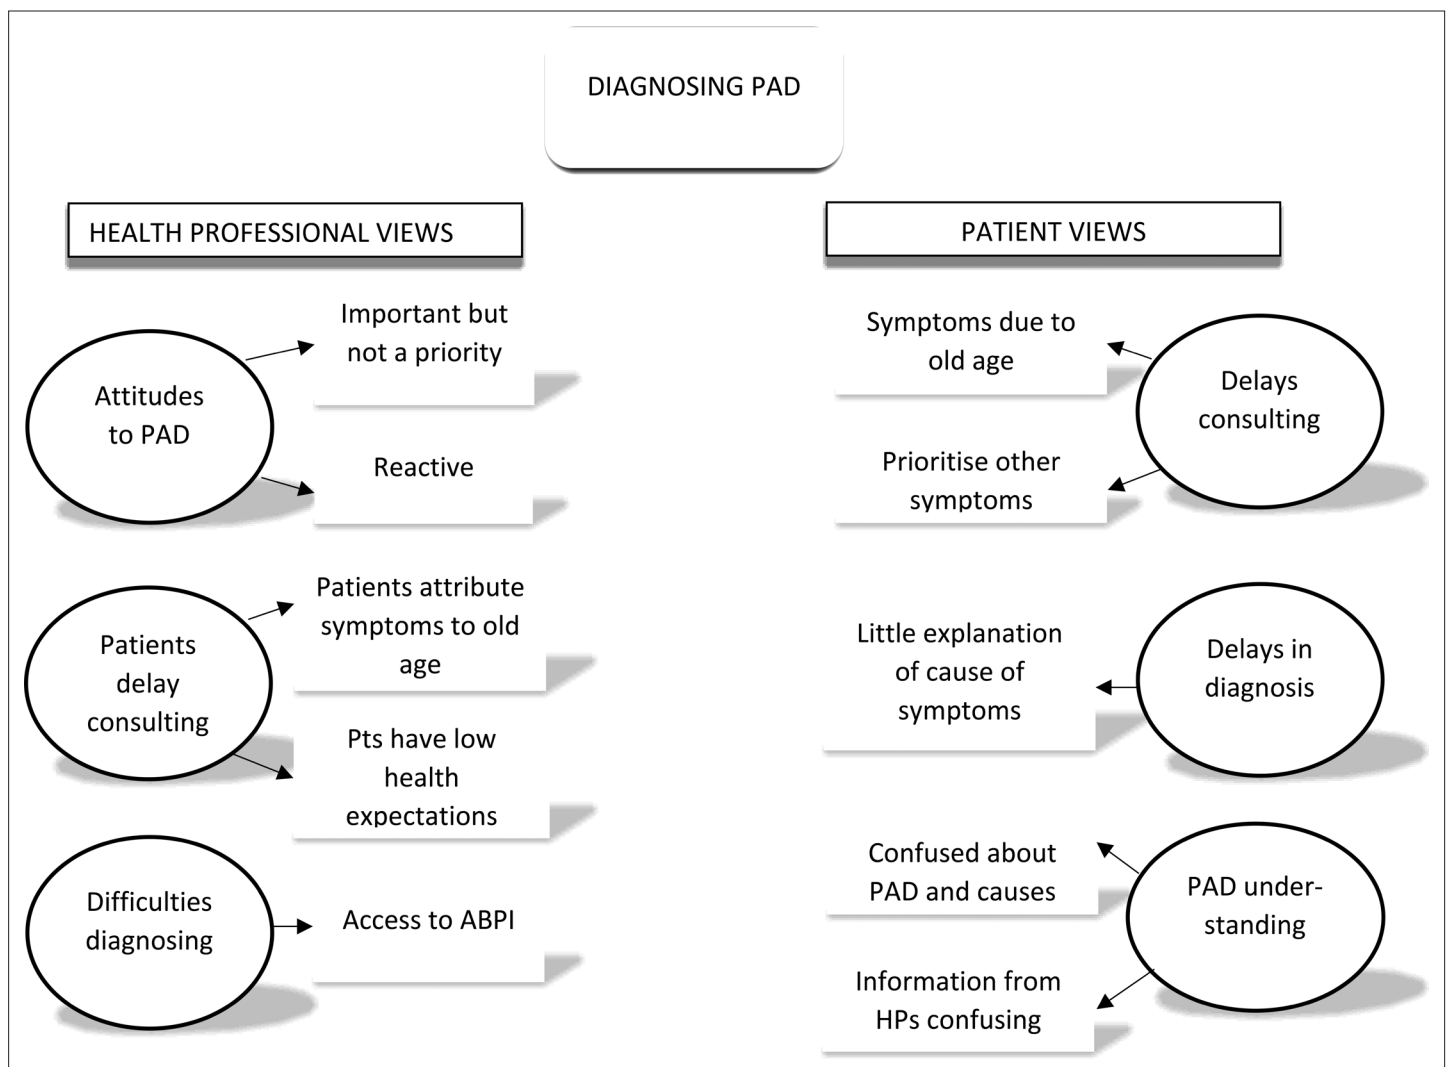 DIAGNOSING PAD
HEALTH PROFESSIONAL VIEWS
Attitudes
to PAD
Important but
not a priority
Reactive
Patients
delay
consulting
Patients attribute
symptoms to old
age
Pts have low
health
expectations
Difficulties
diagnosing
Access to ABPI
PATIENT VIEWS
Symptoms due to
old age
Prioritise other
symptoms
Delays
consulting
Little explanation
of cause of
symptoms
Delays in
diagnosis
Confused about
PAD and causes
Information from
HPs confusing
PAD under-
standing